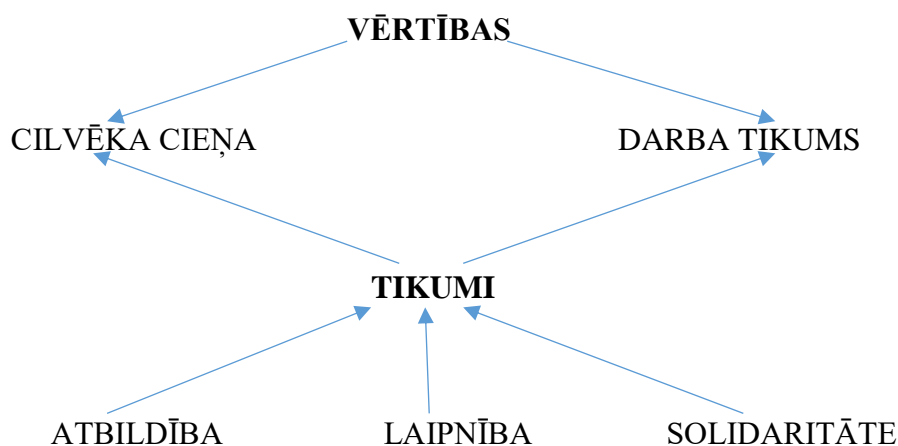 VĒRTĪBAS
CILVĒKA CIEŅA DARBA TIKUMS
TIKUMI
ATBILDĪBA LAIPNĪBA SOLIDARITĀTE